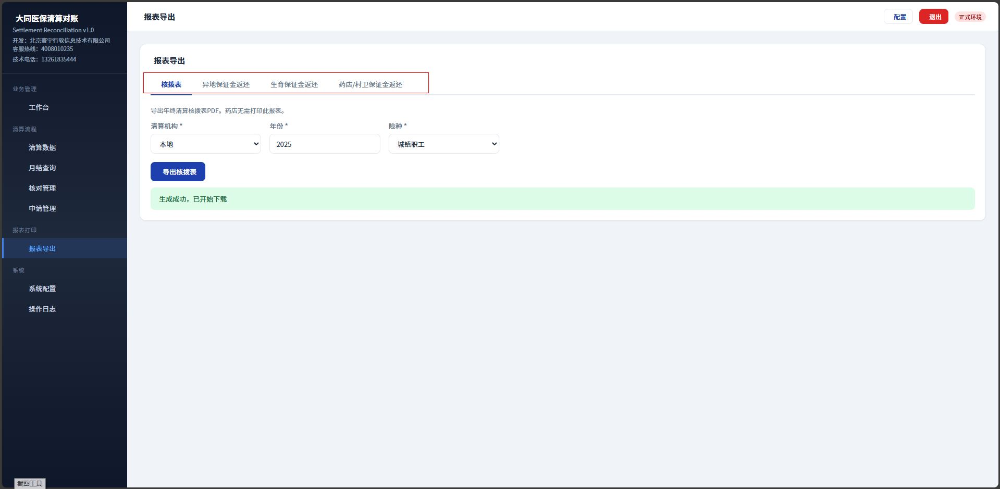 大同医保清算对账
Settlement Reconciliation v1.0
开发：北京寰宇行软信息技术有限公司
客服热线：4008010235
技术电话：13261835444
业务管理
工作台
清算流程
清算数据
月结查询
核对管理
申请管理
报表打印
报表导出
系统
系统配置
操作日志
截图工具
报表导出
配置
退出
正式环境
报表导出
核拨表 异地保证金返还 生育保证金返还 药店/村卫保证金返还
导出年终清算核拨表PDF。药店无需打印此报表。
清算机构 * 年份 * 险种 *
本地 2025 城镇职工
导出核拨表
生成成功，已开始下载